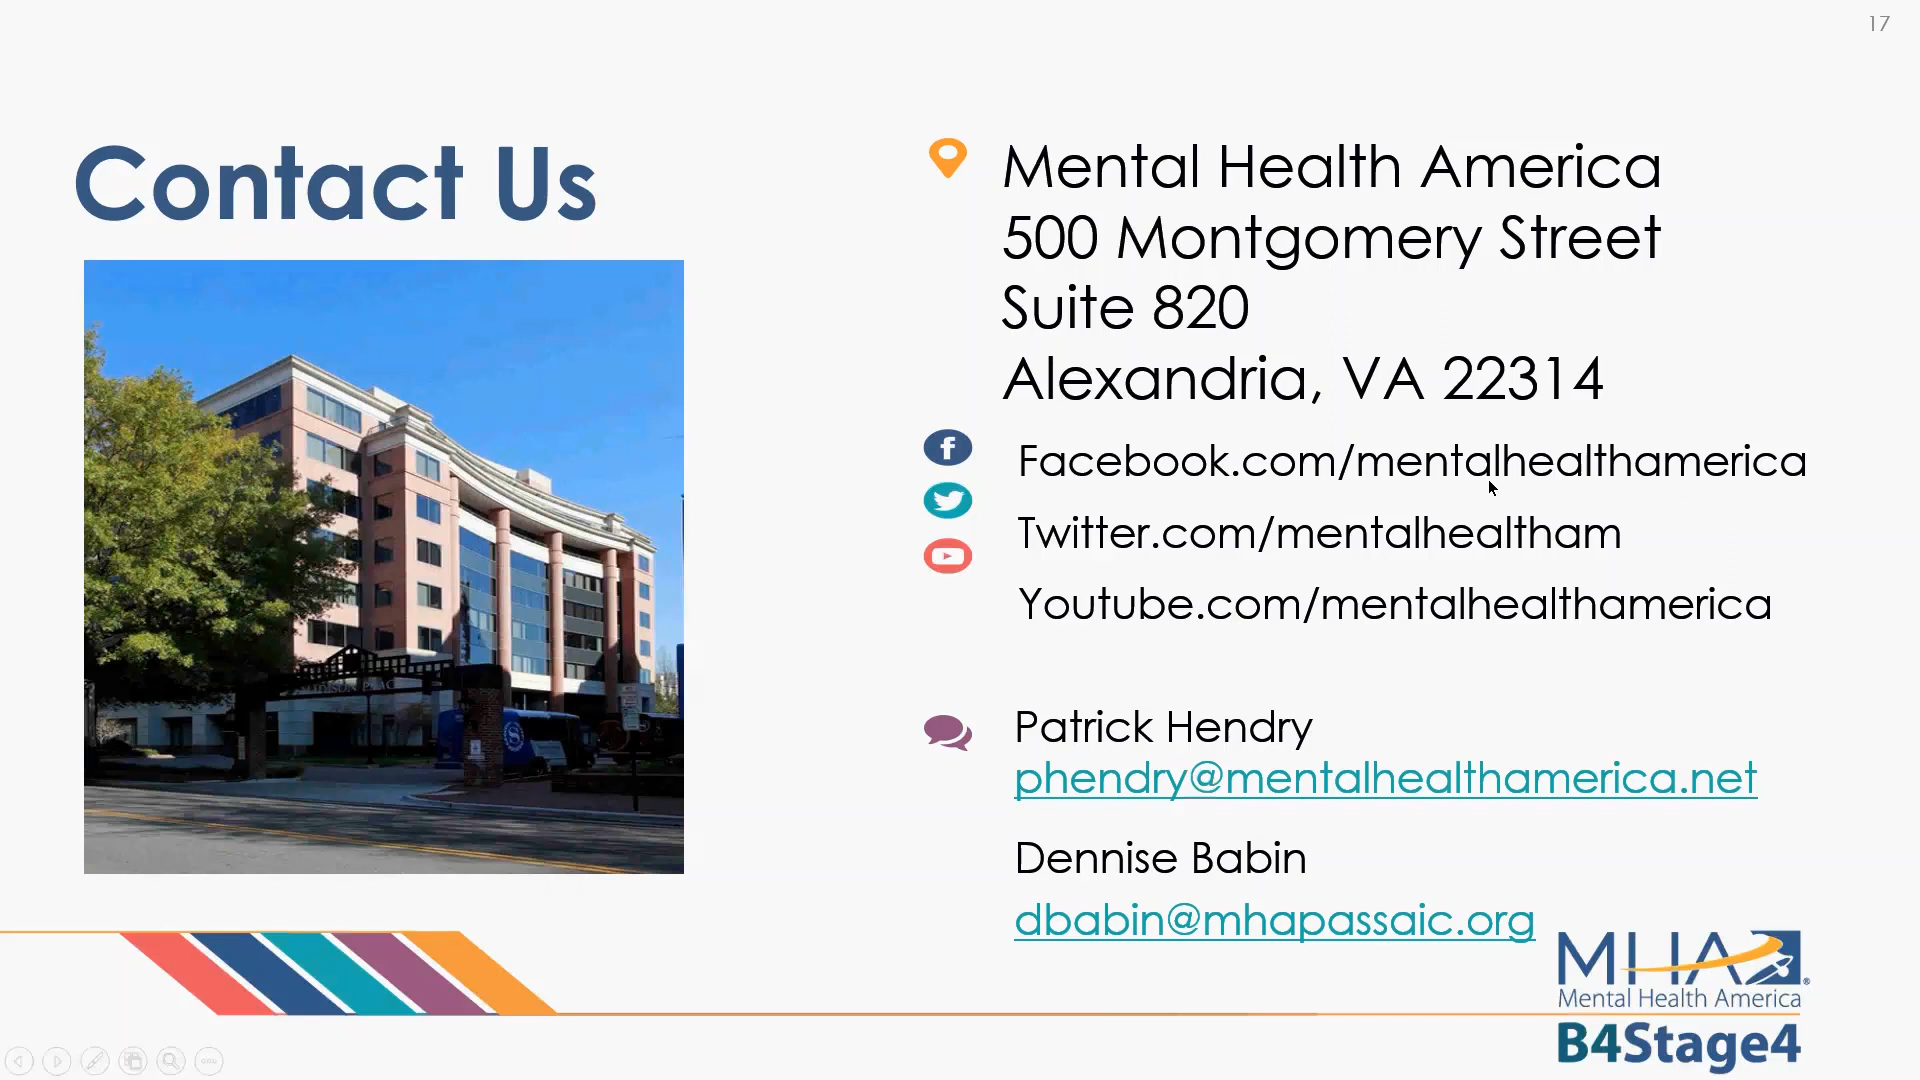 17
Contact Us
Mental Health America
500 Montgomery Street
Suite 820
Alexandria, VA 22314
Facebook.com/mentalhealthamerica
Twitter.com/mentalhealtham
Youtube.com/mentalhealthamerica
Patrick Hendry
phendry@mentalhealthamerica.net
Dennise Babin
dbabin@mhapassaic.org
MHA
Mental Health America
B4Stage4